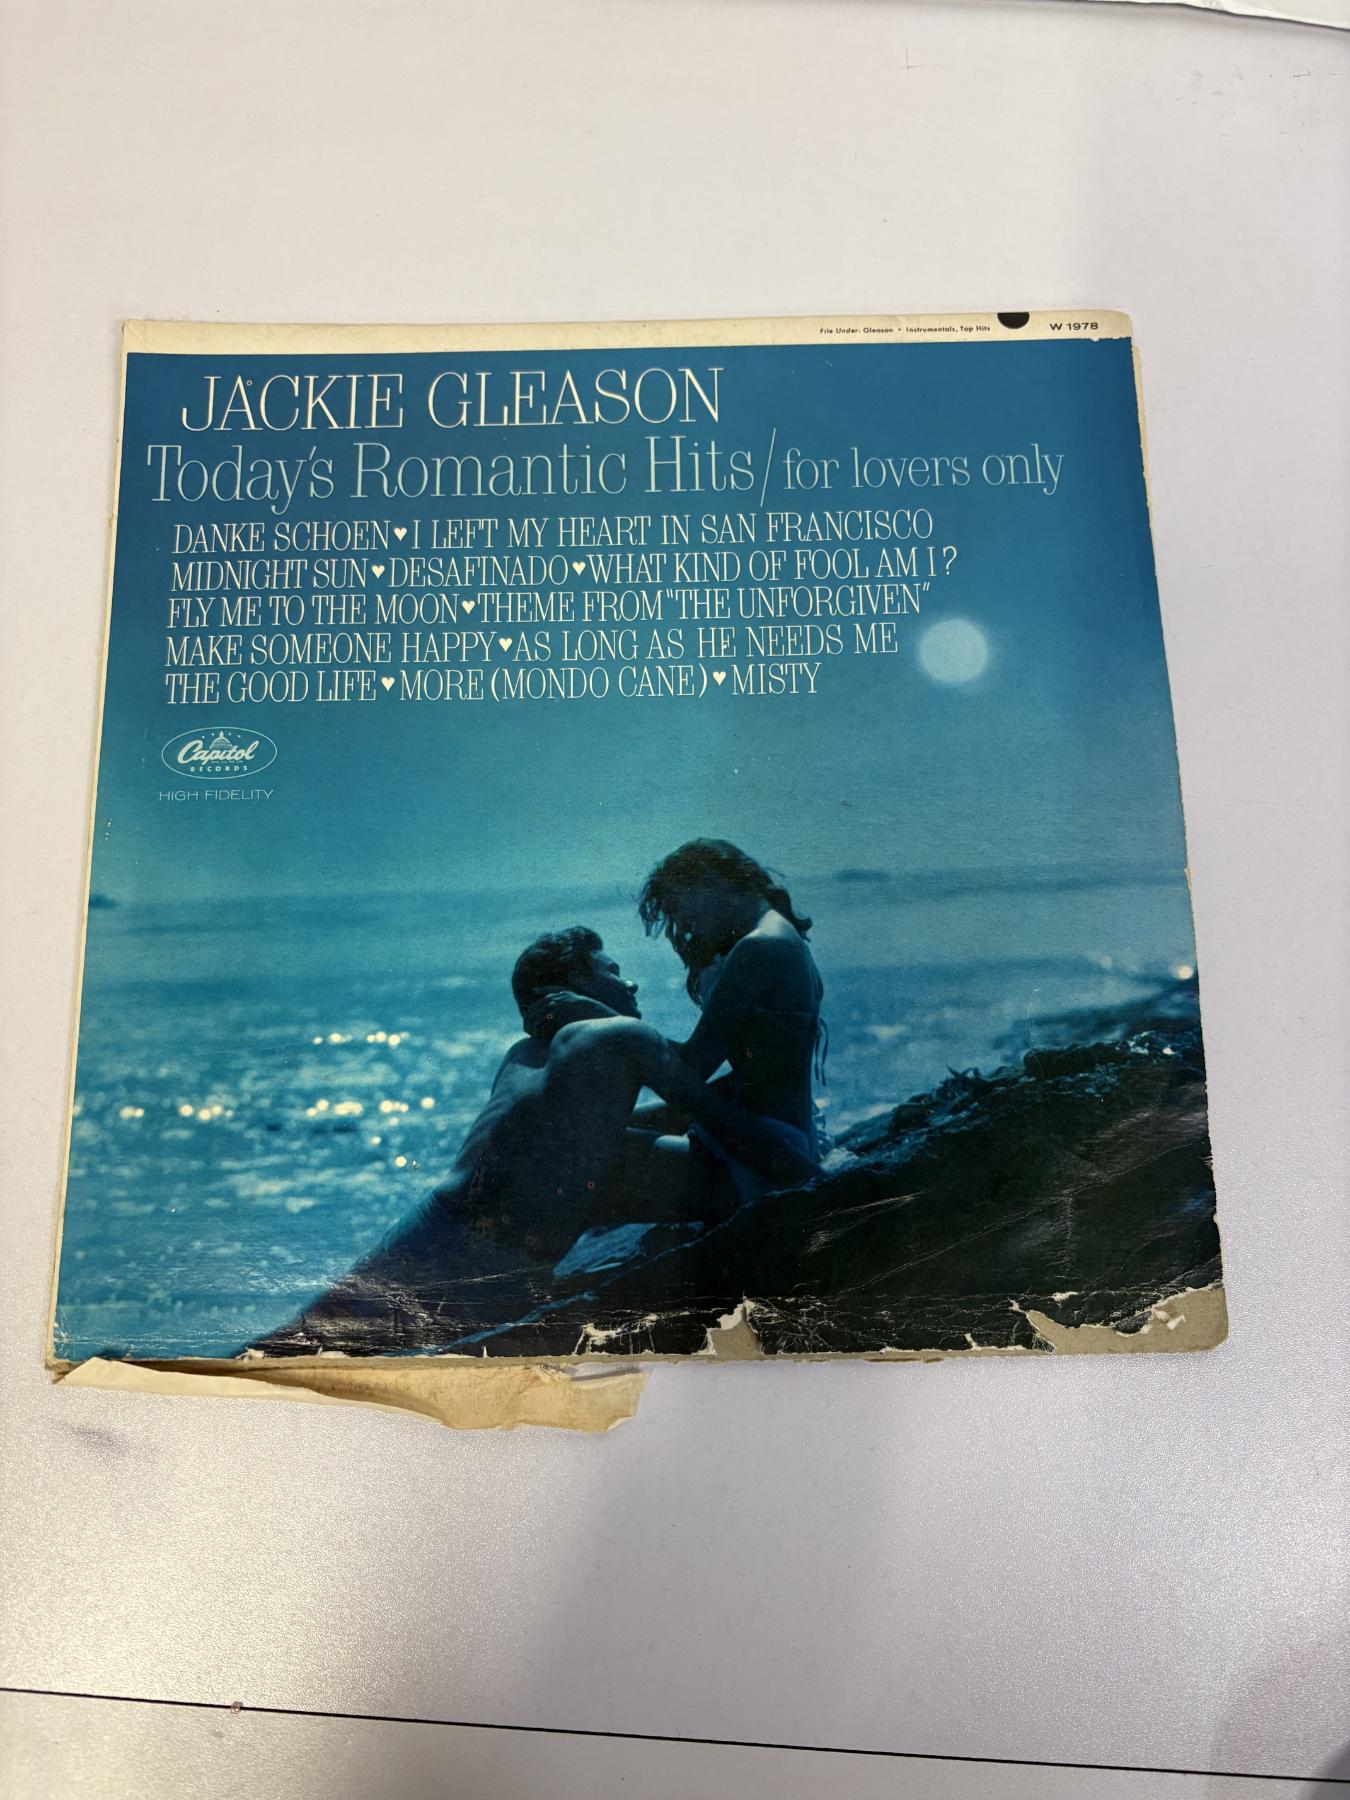 File Under: Gleason • Instrumentals, Top Hits W 1978
JACKIE GLEASON
Today's Romantic Hits/for lovers only
DANKE SCHOEN♥I LEFT MY HEART IN SAN FRANCISCO
MIDNIGHT SUN♥DESAFINADO♥WHAT KIND OF FOOL AM I?
FLY ME TO THE MOON♥THEME FROM "THE UNFORGIVEN"
MAKE SOMEONE HAPPY♥AS LONG AS HE NEEDS ME
THE GOOD LIFE♥MORE (MONDO CANE)♥MISTY
Capitol
RECORDS
HIGH FIDELITY